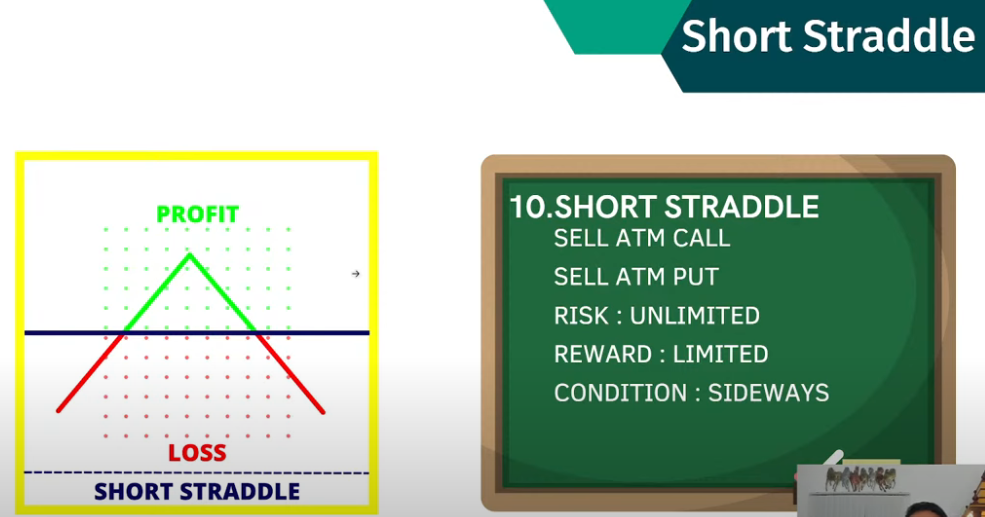 Short Straddle
PROFIT
LOSS
SHORT STRADDLE
10.SHORT STRADDLE
SELL ATM CALL
SELL ATM PUT
RISK : UNLIMITED
REWARD : LIMITED
CONDITION : SIDEWAYS